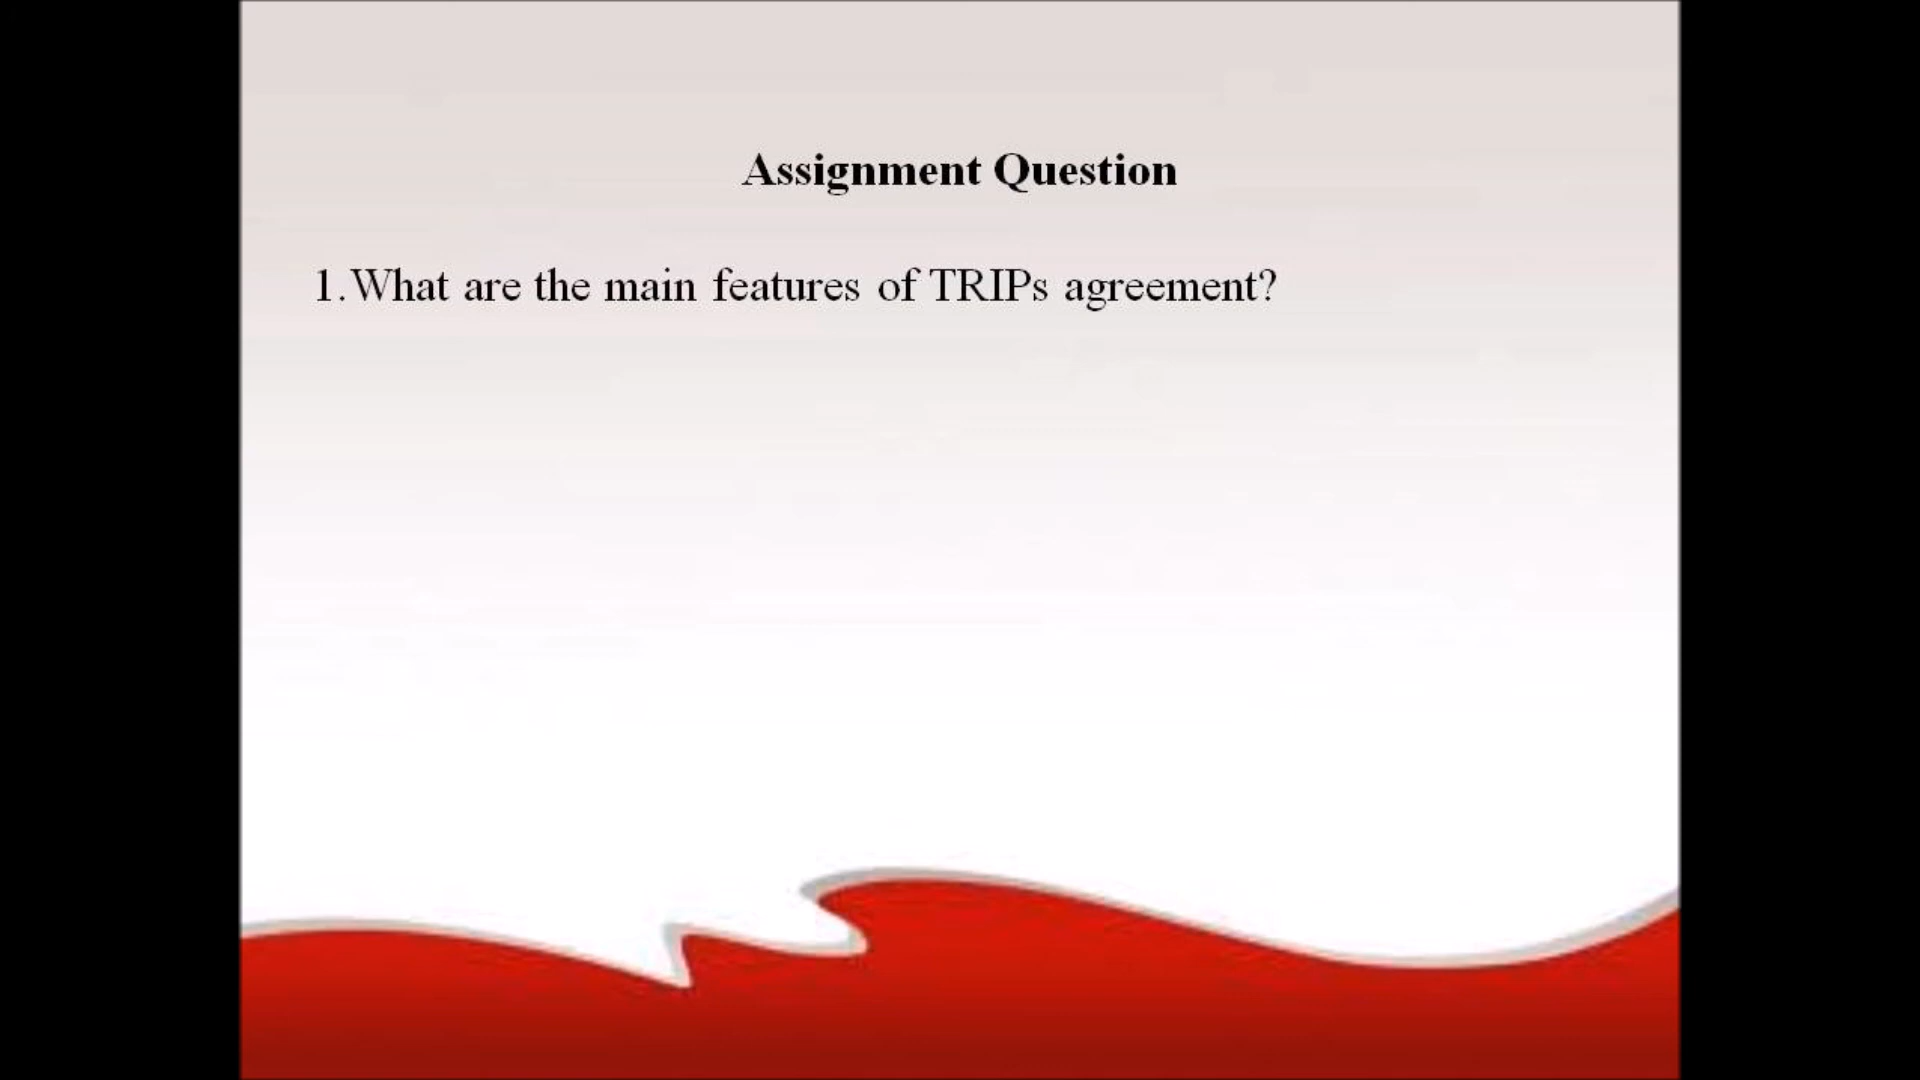 Assignment Question
1.What are the main features of TRIPs agreement?